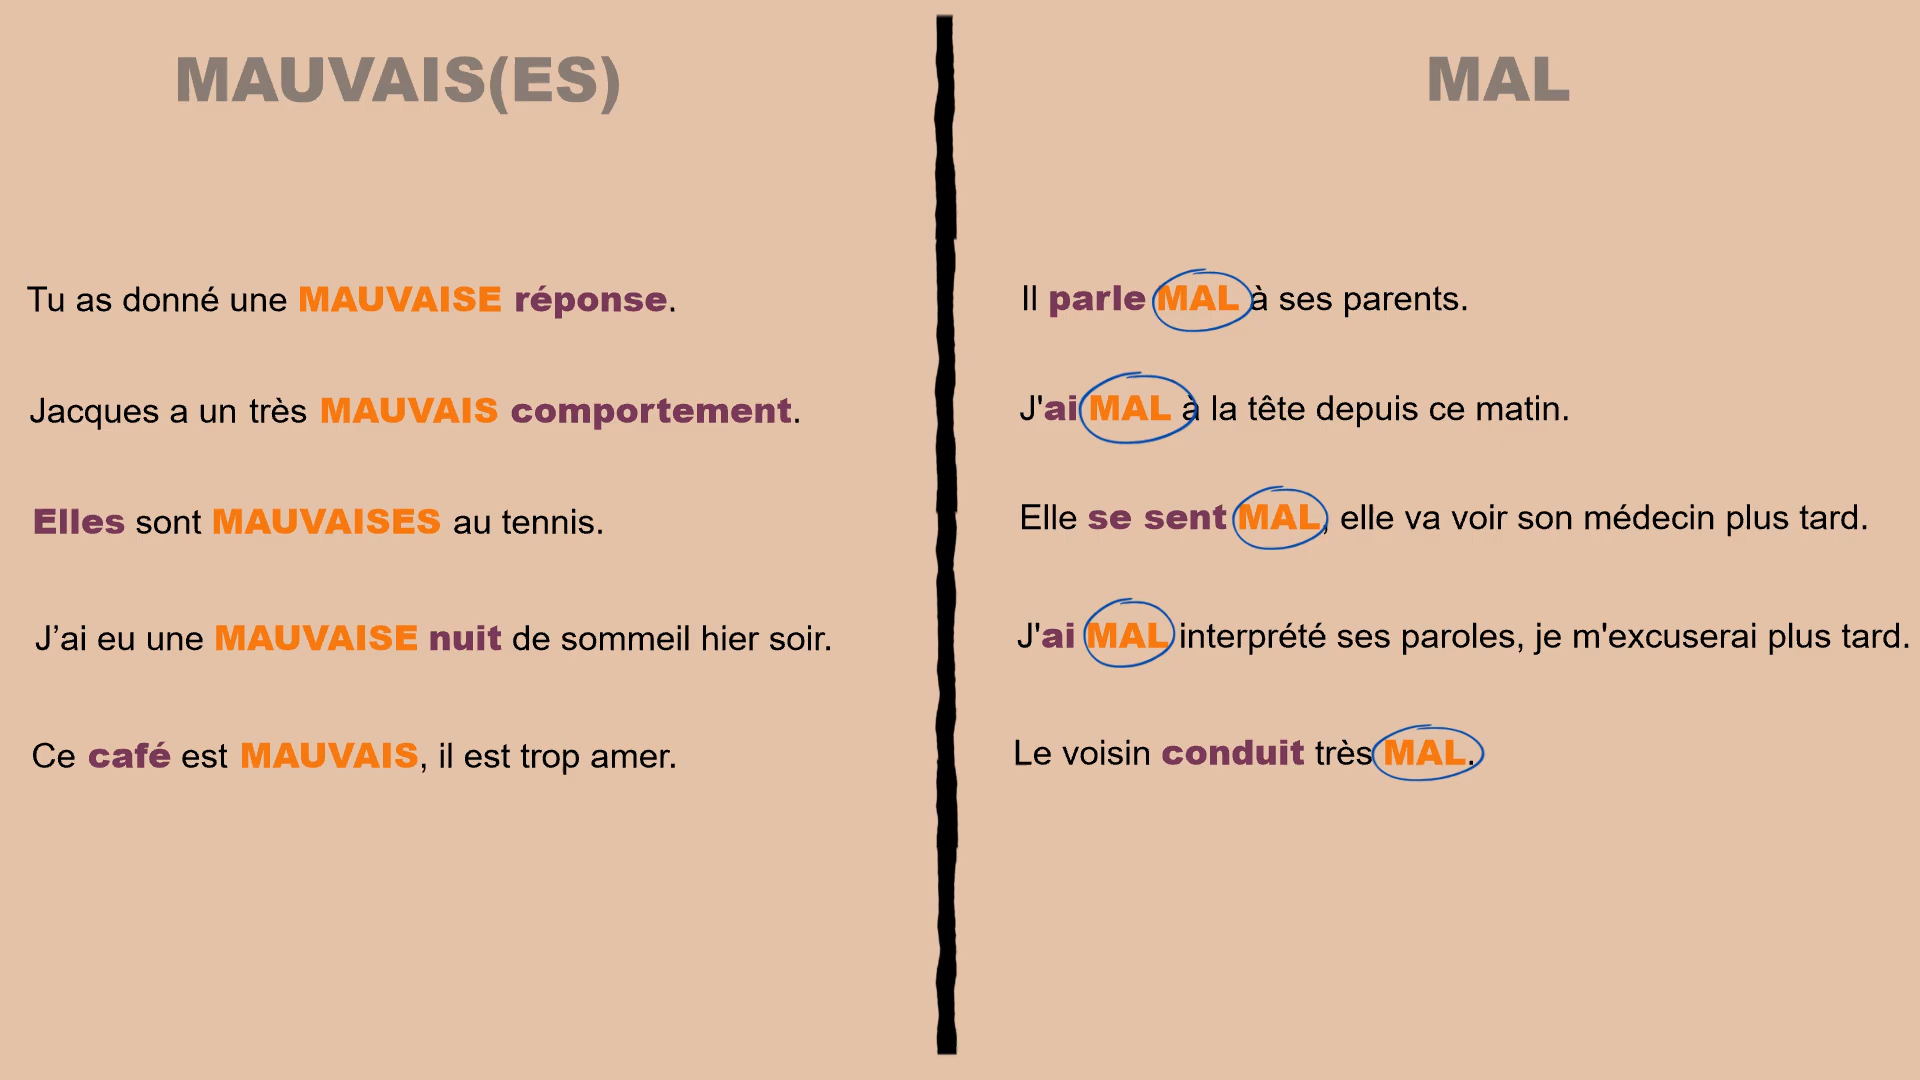 MAUVAIS(ES)
Tu as donné une MAUVAISE réponse.
Jacques a un très MAUVAIS comportement.
Elles sont MAUVAISES au tennis.
J’ai eu une MAUVAISE nuit de sommeil hier soir.
Ce café est MAUVAIS, il est trop amer.
MAL
Il parle MAL à ses parents.
J'ai MAL à la tête depuis ce matin.
Elle se sent MAL, elle va voir son médecin plus tard.
J'ai MAL interprété ses paroles, je m'excuserai plus tard.
Le voisin conduit très MAL.